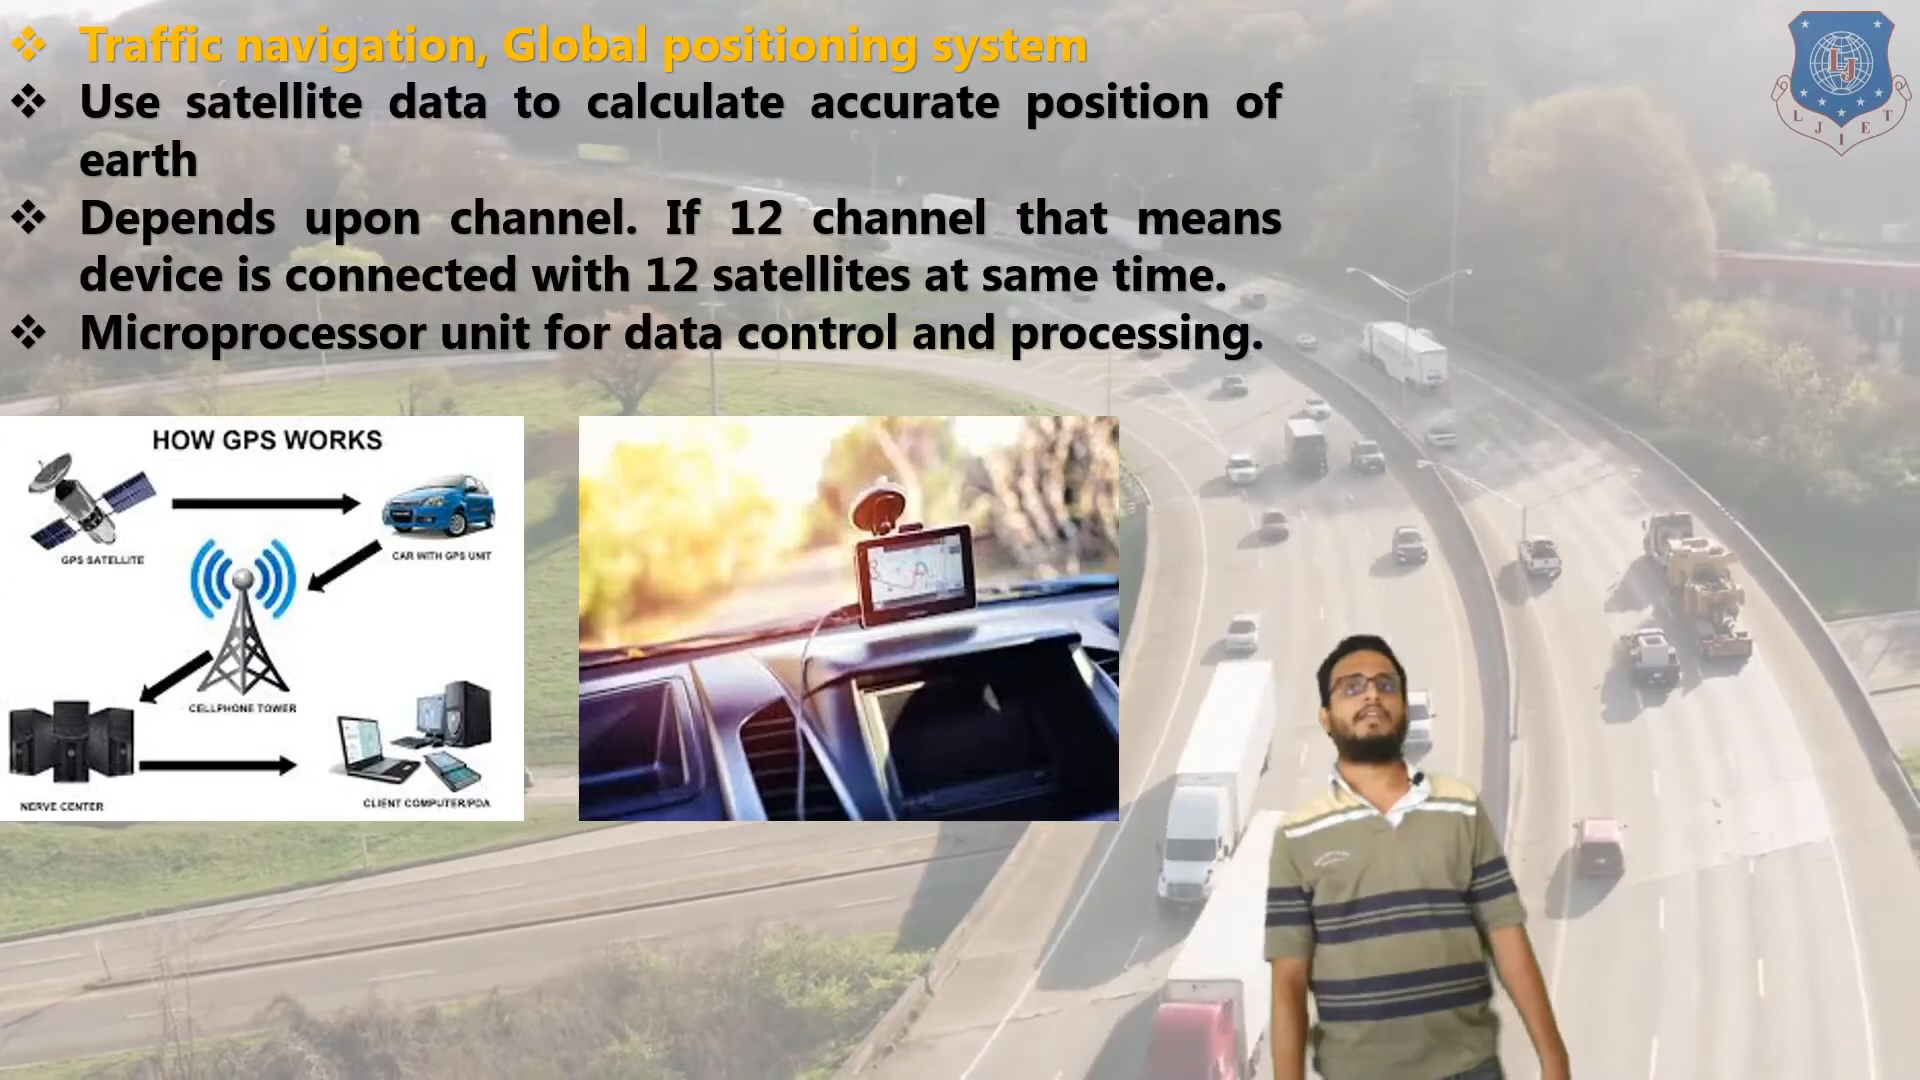 ❖ Traffic navigation, Global positioning system
❖ Use satellite data to calculate accurate position of
earth
❖ Depends upon channel. If 12 channel that means
device is connected with 12 satellites at same time.
❖ Microprocessor unit for data control and processing.
LJ
L J I E T
HOW GPS WORKS
GPS SATELLITE
CAR WITH GPS UNIT
CELLPHONE TOWER
NERVE CENTER
CLIENT COMPUTER/PDA